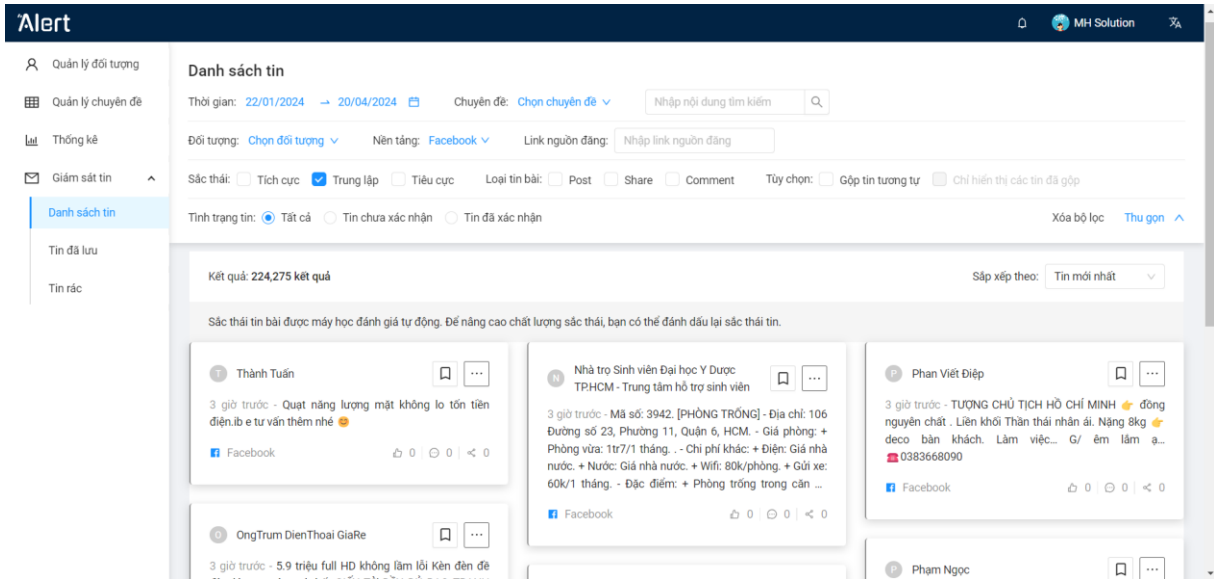 Alert
MH Solution
Quản lý đối tượng
Quản lý chuyên đề
Thống kê
Giám sát tin
Danh sách tin
Tin đã lưu
Tin rác
Danh sách tin
Thời gian: 22/01/2024 → 20/04/2024 Chuyên đề: Chọn chuyên đề Nhập nội dung tìm kiếm
Đối tượng: Chọn đối tượng Nền tảng: Facebook Link nguồn đăng: Nhập link nguồn đăng
Sắc thái: Tích cực Trung lập Tiêu cực Loại tin bài: Post Share Comment Tùy chọn: Gộp tin tương tự Chỉ hiển thị các tin đã gộp
Tình trạng tin: Tất cả Tin chưa xác nhận Tin đã xác nhận Xóa bộ lọc Thu gọn
Kết quả: 224,275 kết quả Sắp xếp theo: Tin mới nhất
Sắc thái tin bài được máy học đánh giá tự động. Để nâng cao chất lượng sắc thái, bạn có thể đánh dấu lại sắc thái tin.
T Thành Tuấn
3 giờ trước - Quạt năng lượng mặt không lo tốn tiền
điện.ib e tư vấn thêm nhé 😊
Facebook 0 0 0
O OngTrum DienThoai GiaRe
3 giờ trước - 5.9 triệu full HD không lầm lỗi Kèn đèn đề
N Nhà trọ Sinh viên Đại học Y Dược
TP.HCM - Trung tâm hỗ trợ sinh viên
3 giờ trước - Mã số: 3942. [PHÒNG TRỐNG] - Địa chỉ: 106
Đường số 23, Phường 11, Quận 6, HCM. - Giá phòng: +
Phòng vừa: 1tr7/1 tháng. . - Chi phí khác: + Điện: Giá nhà
nước. + Nước: Giá nhà nước. + Wifi: 80k/phòng. + Gửi xe:
60k/1 tháng. - Đặc điểm: + Phòng trống trong căn ...
Facebook 0 0 0
P Phan Viết Điệp
3 giờ trước - TƯỢNG CHỦ TỊCH HỒ CHÍ MINH 👉 đồng
nguyên chất . Liền khối Thần thái nhân ái. Nặng 8kg 👉
deco bàn khách. Làm việc... G/ êm lắm ạ...
☎️0383668090
Facebook 0 0 0
P Phạm Ngọc